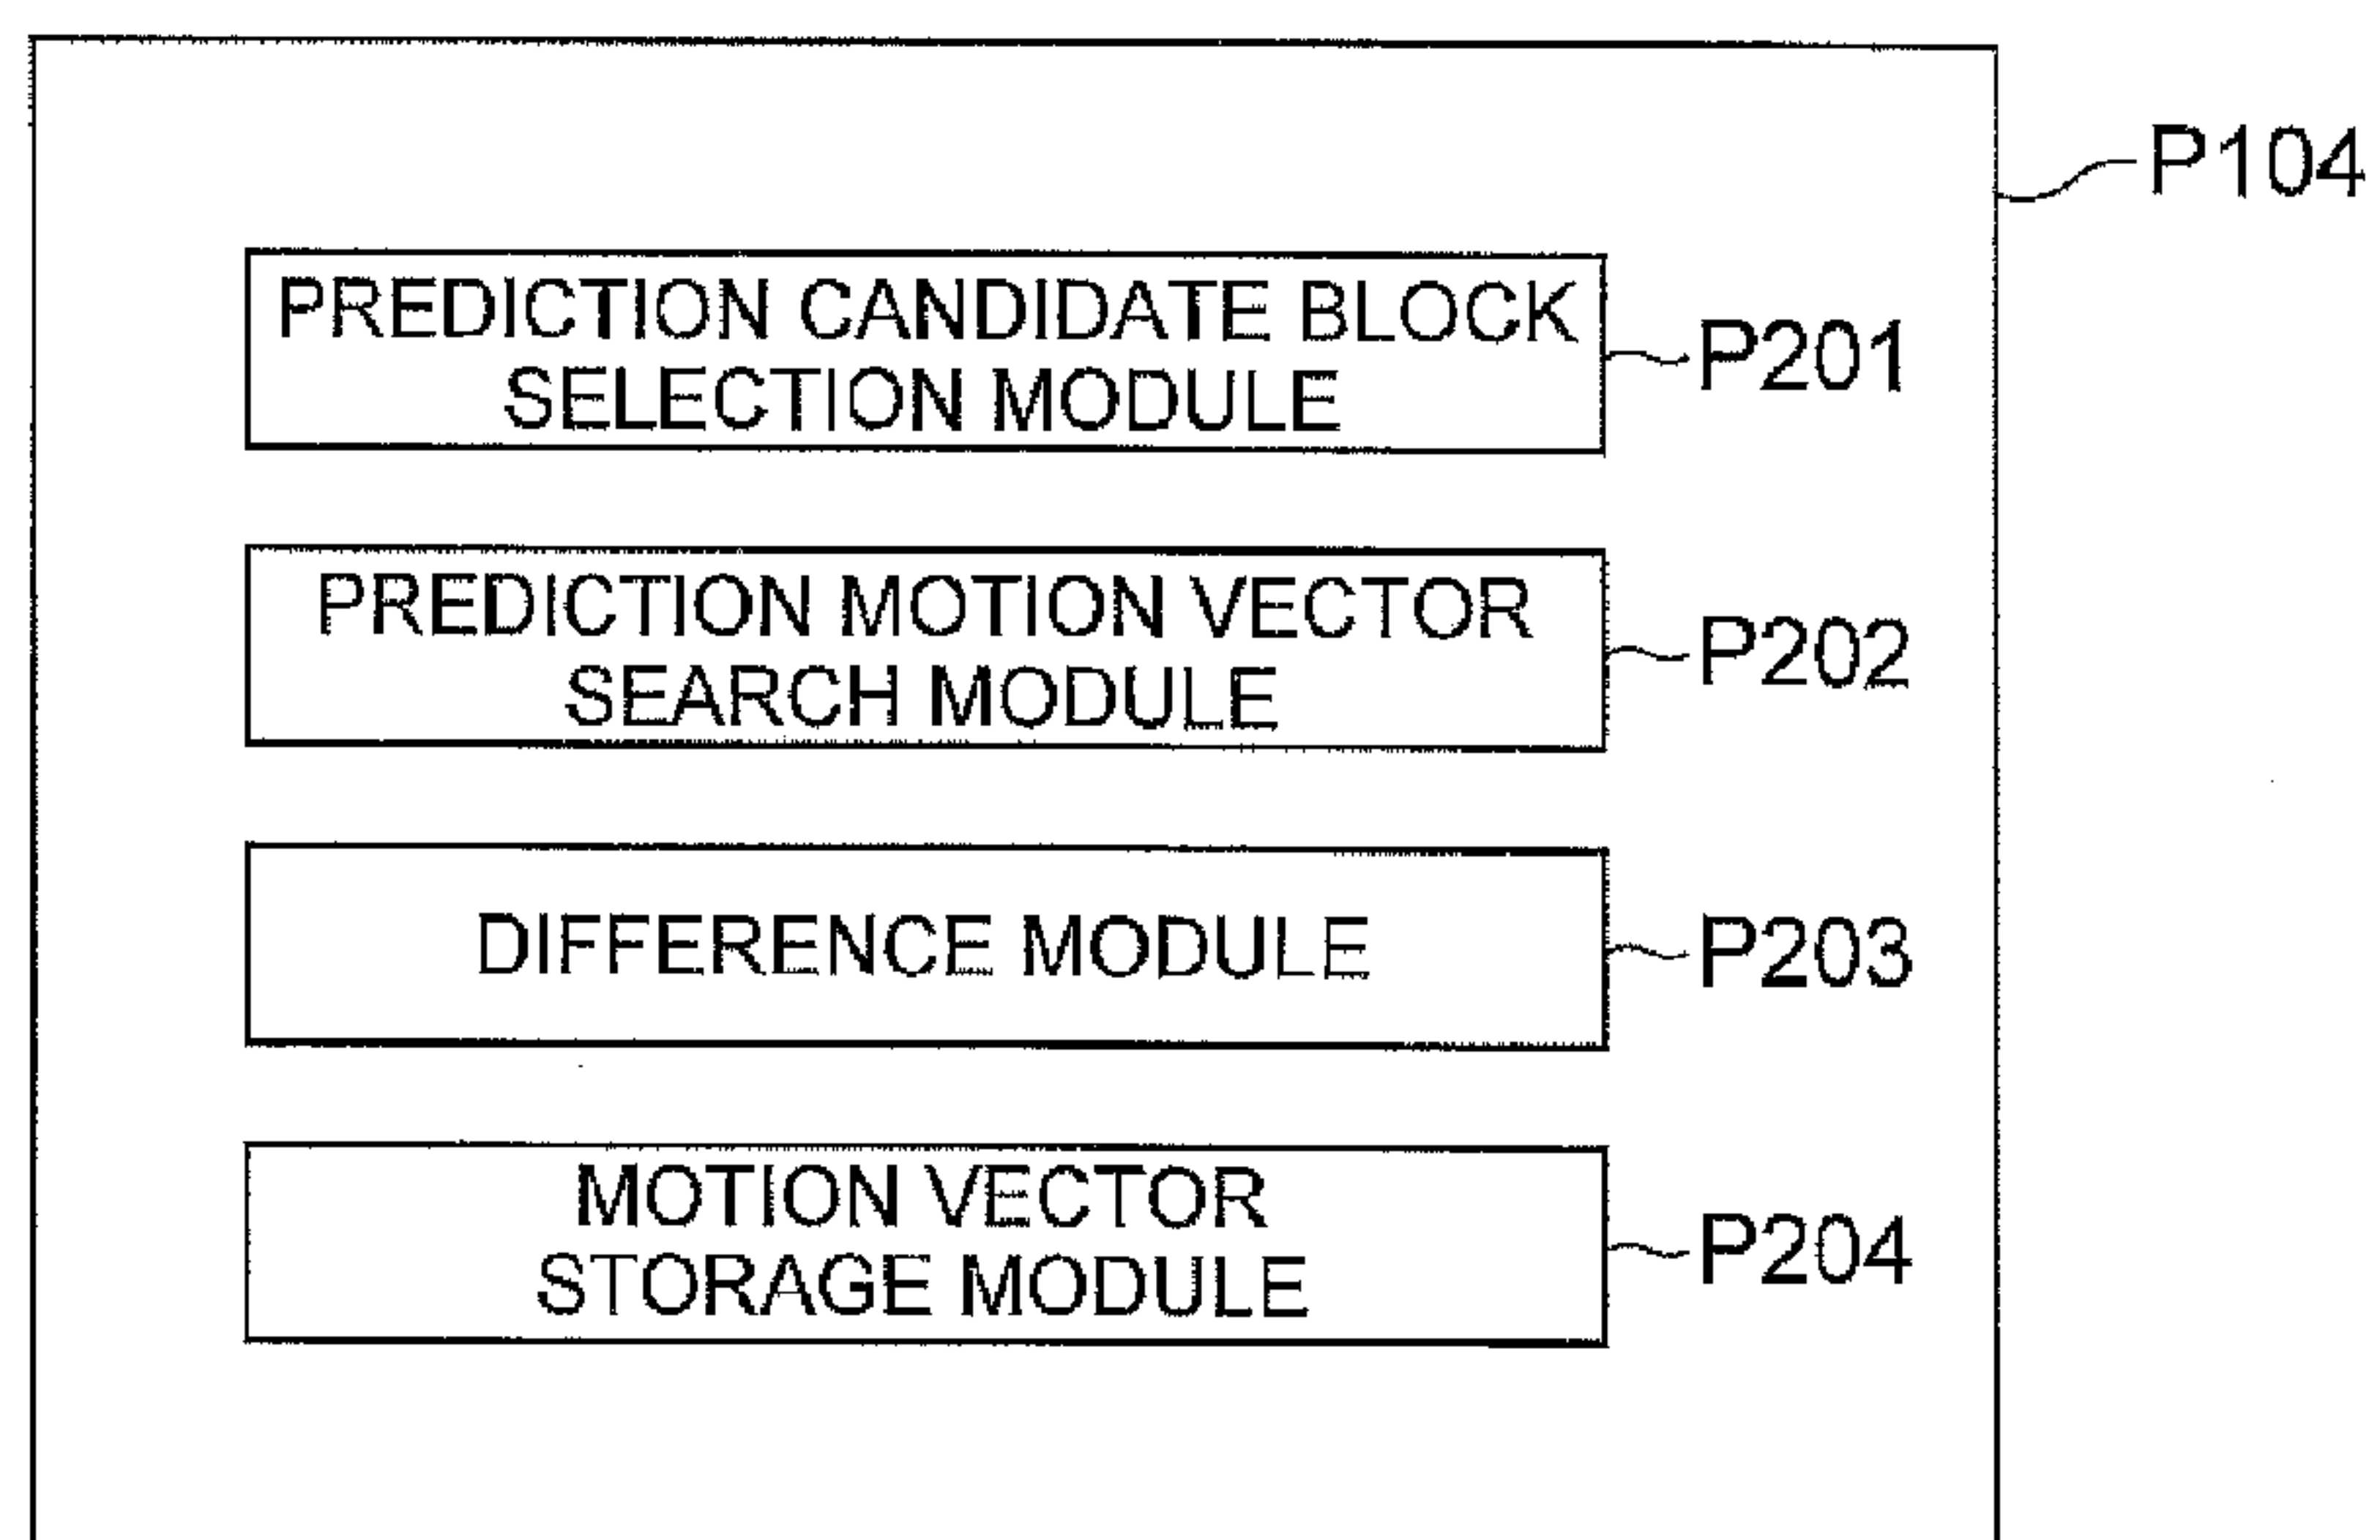 P104
PREDICTION CANDIDATE BLOCK
SELECTION MODULE
P201
PREDICTION MOTION VECTOR
SEARCH MODULE
P202
DIFFERENCE MODULE
P203
MOTION VECTOR
STORAGE MODULE
P204